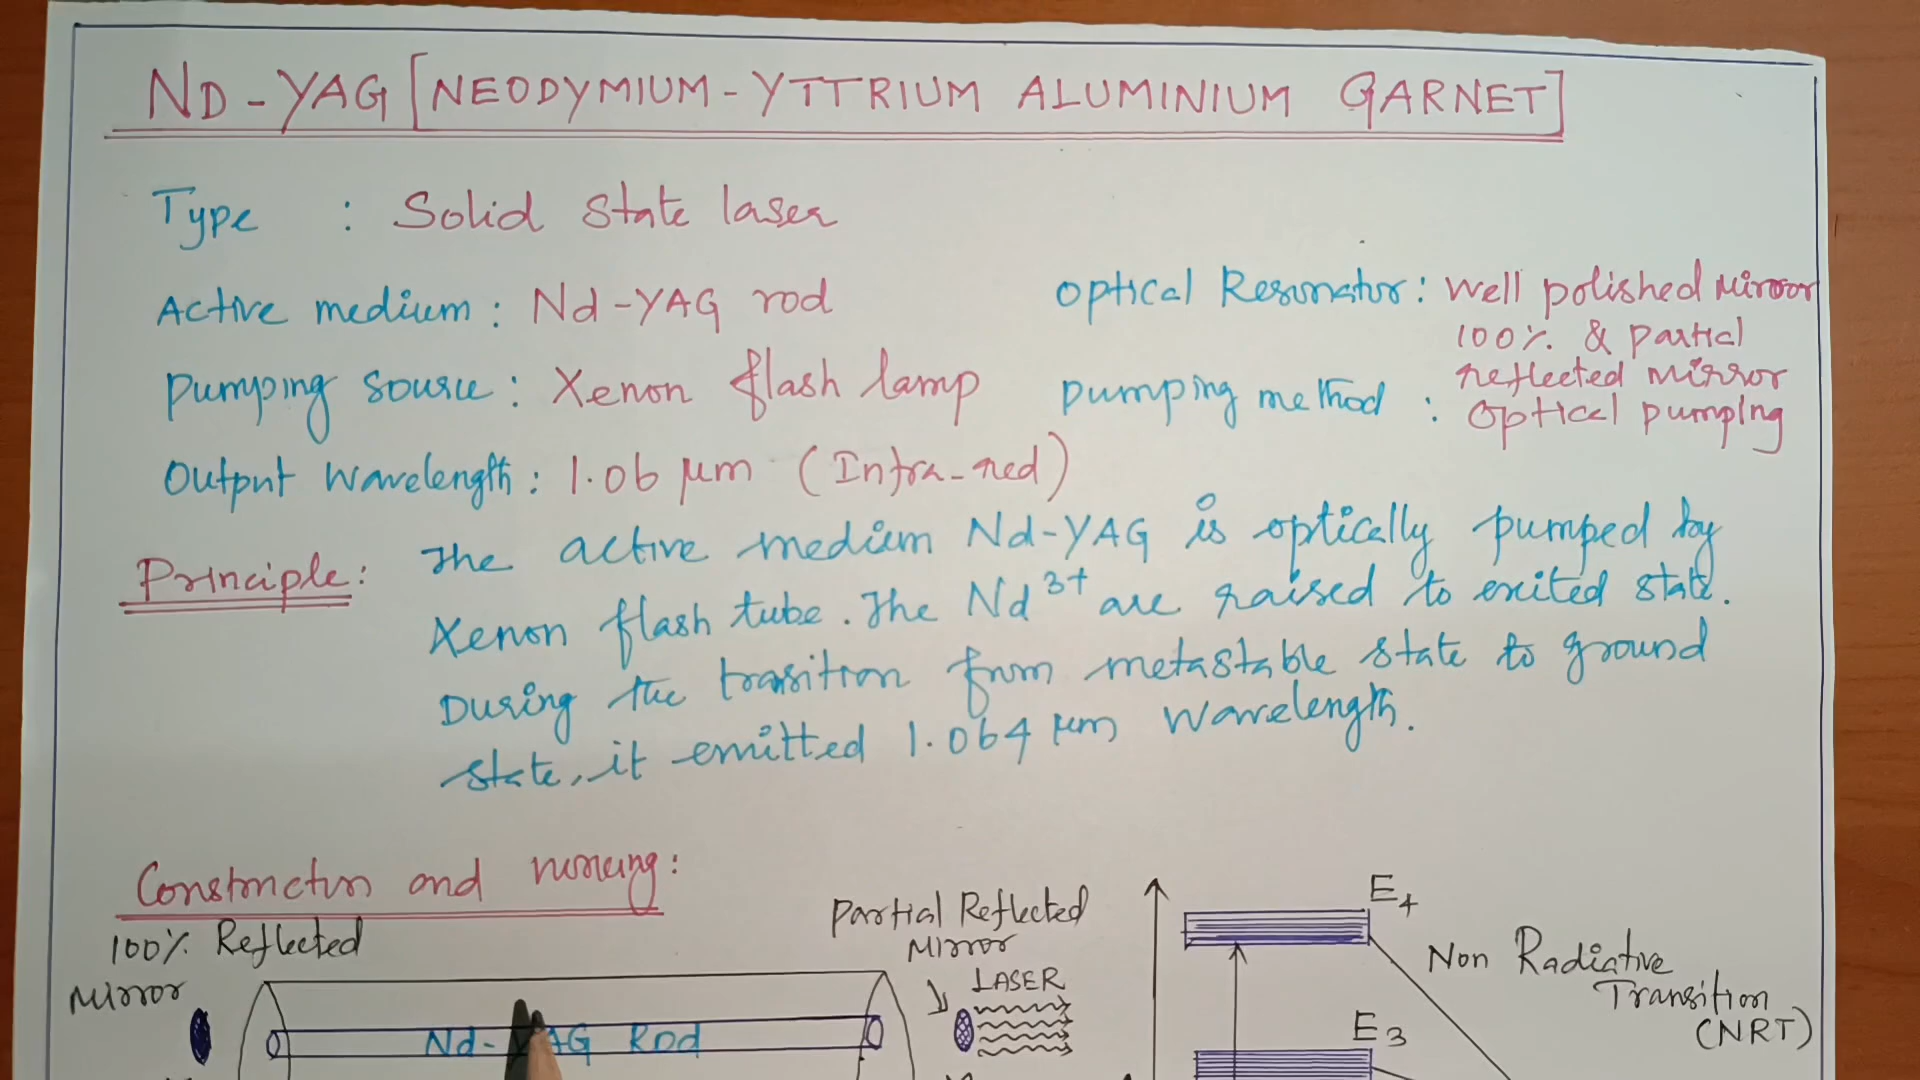 ND-YAG [NEODYMIUM-YTTRIUM ALUMINIUM GARNET]
Type : Solid state laser
Active medium : Nd-YAG rod
Optical Resonator : Well polished mirror
100% & partial
reflected mirror
Pumping source : Xenon flash lamp
Pumping method : Optical pumping
Output wavelength : 1.06 μm (Infra-red)
Principle : The active medium Nd-YAG is optically pumped by
Xenon flash tube. The Nd3+ are raised to excited state.
During the transition from metastable state to ground
state, it emitted 1.064 μm wavelength.
Construction and working :
100% Reflected
Mirror
Partial Reflected
Mirror
LASER
Nd-YAG Rod
E4
Non Radiative
Transition
(NRT)
E3